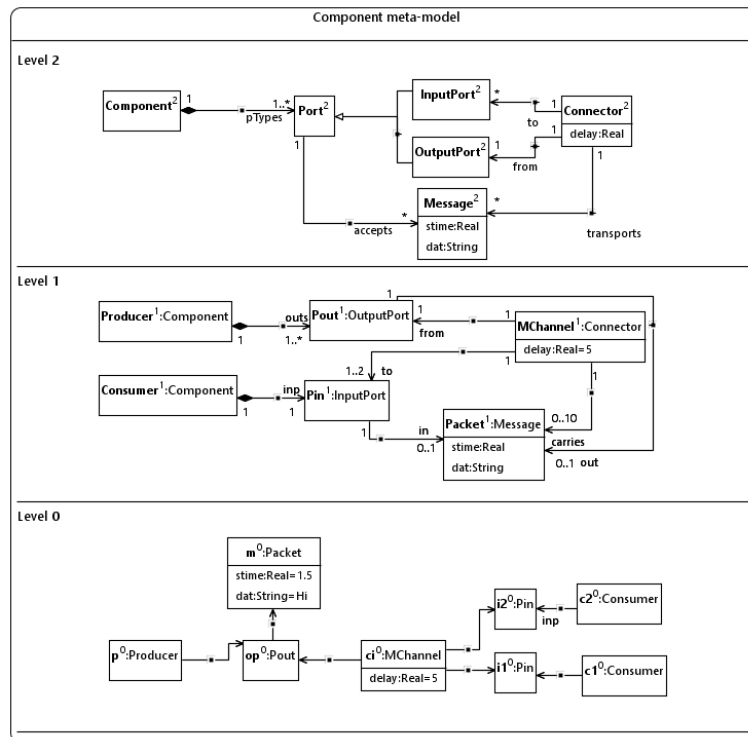 Component meta-model
Level 2
Component²
1
pTypes
1..*
Port²
1
InputPort²
*
to
1
Connector²
delay:Real
OutputPort²
1
from
1
1
Message²
stime:Real
dat:String
accepts
*
*
transports
Level 1
Producer¹:Component
1
outs
1..*
Pout¹:OutputPort
1
1
from
1
MChannel¹:Connector
delay:Real=5
1
1
1..2
to
Consumer¹:Component
1
inp
1
Pin¹:InputPort
1
in
0..1
Packet¹:Message
stime:Real
dat:String
0..10
carries
0..1
out
Level 0
m⁰:Packet
stime:Real=1.5
dat:String=Hi
p⁰:Producer
op⁰:Pout
ci⁰:MChannel
delay:Real=5
i2⁰:Pin
inp
c2⁰:Consumer
i1⁰:Pin
c1⁰:Consumer